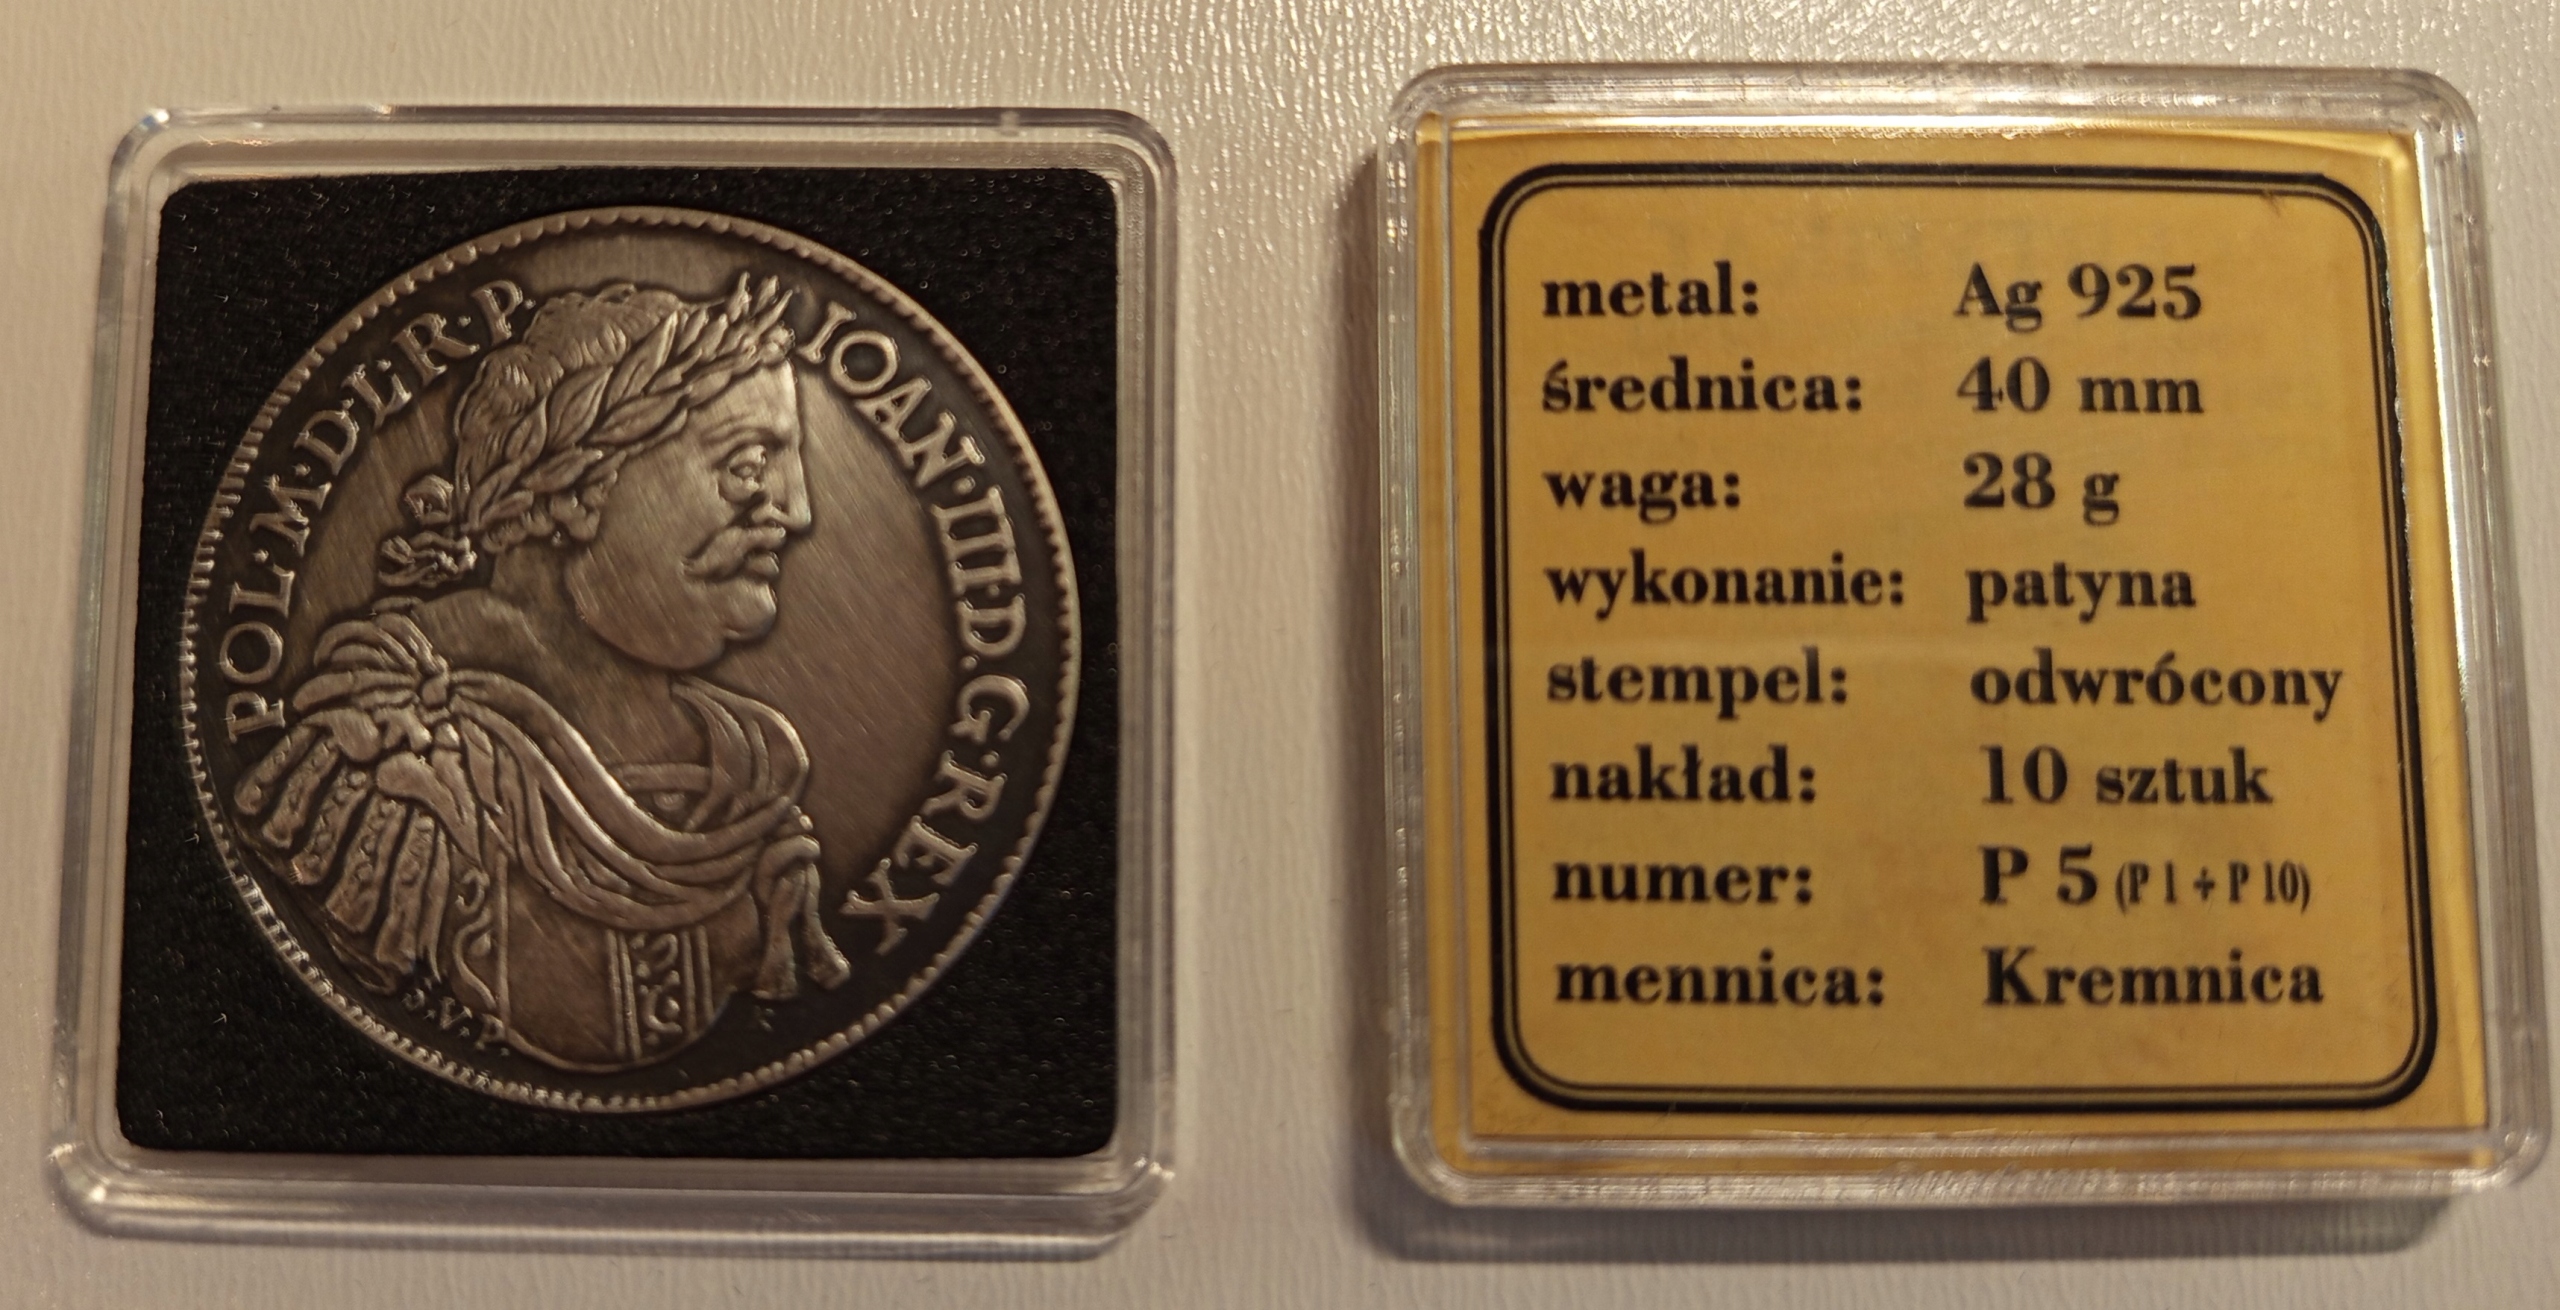 POL·M·D·L·R·P·
IOAN·III·D·G·REX
S.V.P.
metal: Ag 925
średnica: 40 mm
waga: 28 g
wykonanie: patyna
stempel: odwrócony
nakład: 10 sztuk
numer: P 5 (P 1 ÷ P 10)
mennica: Kremnica